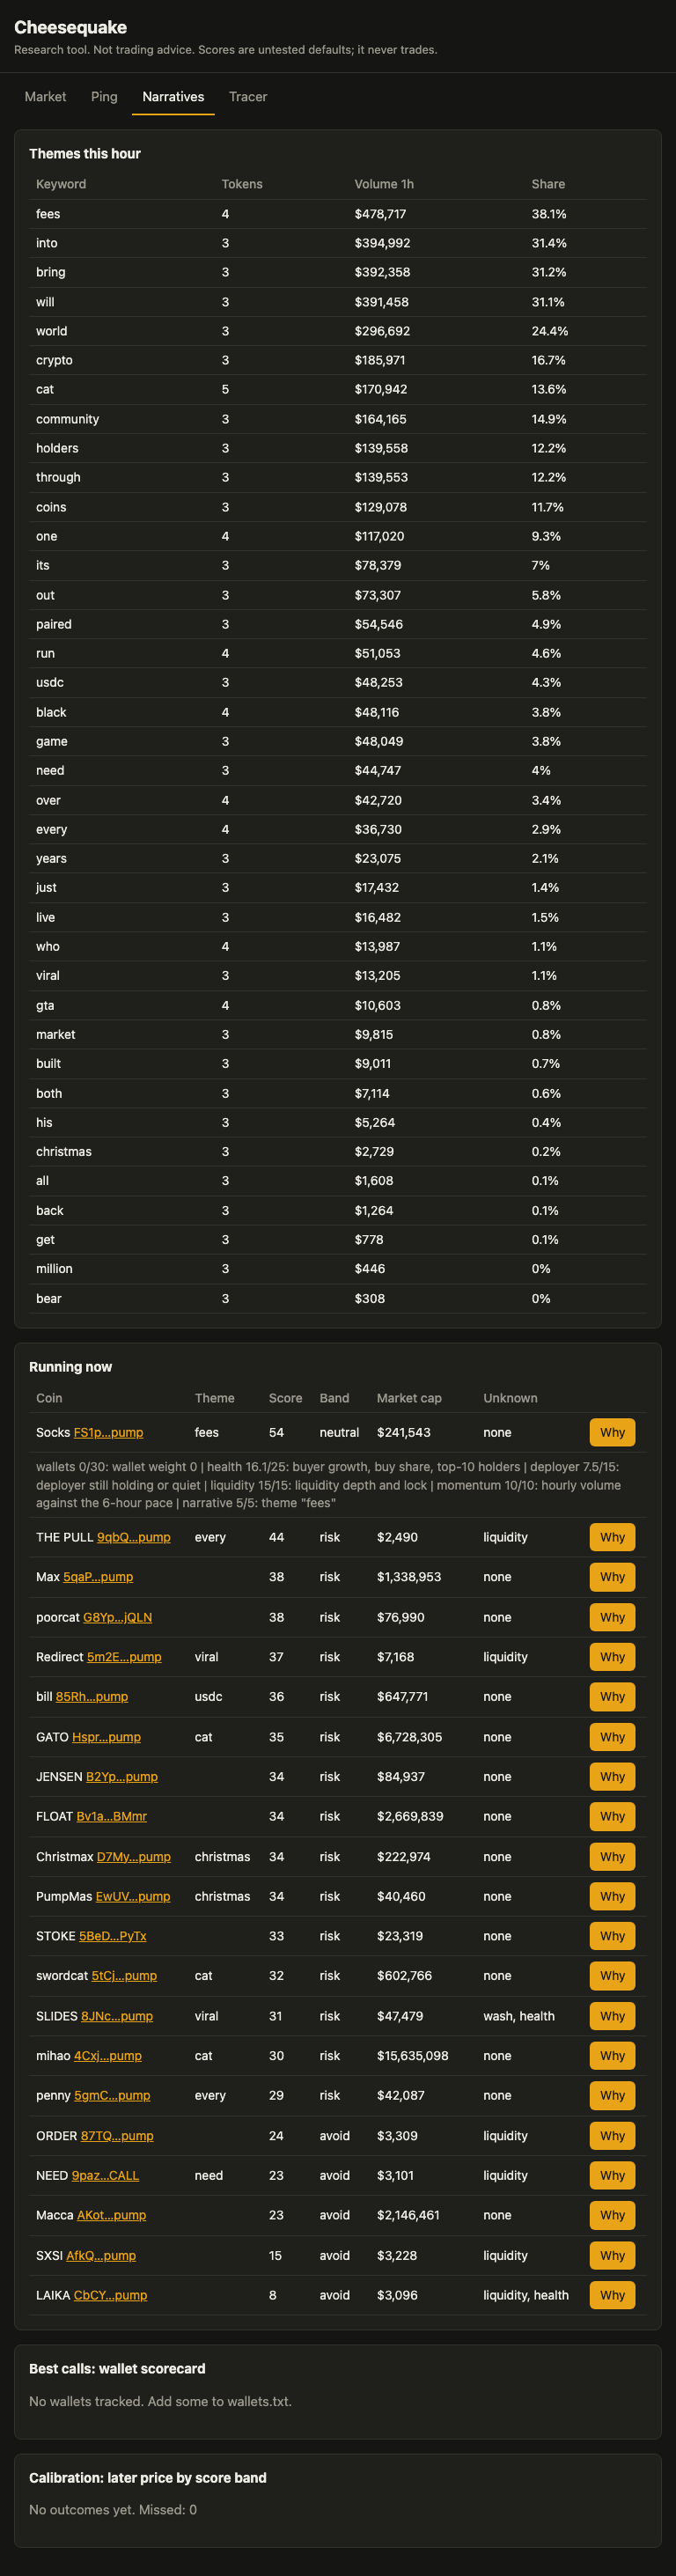 Cheesequake
Research tool. Not trading advice. Scores are untested defaults; it never trades.
Market Ping Narratives Tracer
Themes this hour
Keyword Tokens Volume 1h Share
fees 4 $478,717 38.1%
into 3 $394,992 31.4%
bring 3 $392,358 31.2%
will 3 $391,458 31.1%
world 3 $296,692 24.4%
crypto 3 $185,971 16.7%
cat 5 $170,942 13.6%
community 3 $164,165 14.9%
holders 3 $139,558 12.2%
through 3 $139,553 12.2%
coins 3 $129,078 11.7%
one 4 $117,020 9.3%
its 3 $78,379 7%
out 3 $73,307 5.8%
paired 3 $54,546 4.9%
run 4 $51,053 4.6%
usdc 3 $48,253 4.3%
black 4 $48,116 3.8%
game 3 $48,049 3.8%
need 3 $44,747 4%
over 4 $42,720 3.4%
every 4 $36,730 2.9%
years 3 $23,075 2.1%
just 3 $17,432 1.4%
live 3 $16,482 1.5%
who 4 $13,987 1.1%
viral 3 $13,205 1.1%
gta 4 $10,603 0.8%
market 3 $9,815 0.8%
built 3 $9,011 0.7%
both 3 $7,114 0.6%
his 3 $5,264 0.4%
christmas 3 $2,729 0.2%
all 3 $1,608 0.1%
back 3 $1,264 0.1%
get 3 $778 0.1%
million 3 $446 0%
bear 3 $308 0%
Running now
Coin Theme Score Band Market cap Unknown
Socks FS1p...pump fees 54 neutral $241,543 none Why
wallets 0/30: wallet weight 0 | health 16.1/25: buyer growth, buy share, top-10 holders | deployer 7.5/15:
deployer still holding or quiet | liquidity 15/15: liquidity depth and lock | momentum 10/10: hourly volume
against the 6-hour pace | narrative 5/5: theme "fees"
THE PULL 9qbQ...pump every 44 risk $2,490 liquidity Why
Max 5qaP...pump 38 risk $1,338,953 none Why
poorcat G8Yp...jQLN 38 risk $76,990 none Why
Redirect 5m2E...pump viral 37 risk $7,168 liquidity Why
bill 85Rh...pump usdc 36 risk $647,771 none Why
GATO Hspr...pump cat 35 risk $6,728,305 none Why
JENSEN B2Yp...pump 34 risk $84,937 none Why
FLOAT Bv1a...BMmr 34 risk $2,669,839 none Why
Christmax D7My...pump christmas 34 risk $222,974 none Why
PumpMas EwUV...pump christmas 34 risk $40,460 none Why
STOKE 5BeD...PyTx 33 risk $23,319 none Why
swordcat 5tCj...pump cat 32 risk $602,766 none Why
SLIDES 8JNc...pump viral 31 risk $47,479 wash, health Why
mihao 4Cxj...pump cat 30 risk $15,635,098 none Why
penny 5gmC...pump every 29 risk $42,087 none Why
ORDER 87TQ...pump 24 avoid $3,309 liquidity Why
NEED 9paz...CALL need 23 avoid $3,101 liquidity Why
Macca AKot...pump 23 avoid $2,146,461 none Why
SXSI AfkQ...pump 15 avoid $3,228 liquidity Why
LAIKA CbCY...pump 8 avoid $3,096 liquidity, health Why
Best calls: wallet scorecard
No wallets tracked. Add some to wallets.txt.
Calibration: later price by score band
No outcomes yet. Missed: 0